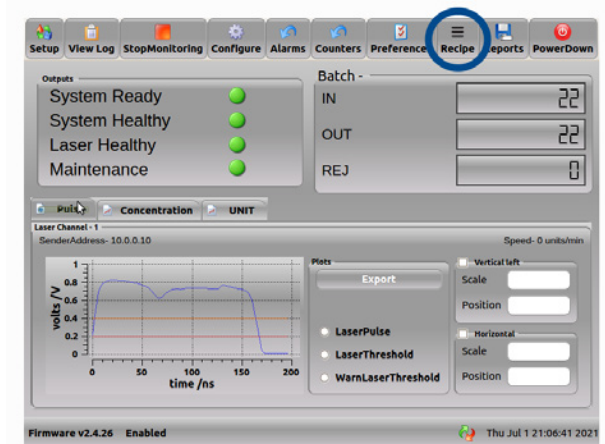 Setup View Log StopMonitoring Configure Alarms Counters Preference Recipe Reports PowerDown
Outputs
System Ready
System Healthy
Laser Healthy
Maintenance
Batch -
IN 22
OUT 22
REJ 0
Pulse Concentration UNIT
Laser Channel - 1
SenderAddress- 10.0.0.10 Speed- 0 units/min
volts /V
1
0.8
0.6
0.4
0.2
0
0 50 100 150 200
time /ns
Plots
Export
LaserPulse
LaserThreshold
WarnLaserThreshold
Vertical left
Scale
Position
Horizontal
Scale
Position
Firmware v2.4.26 Enabled Thu Jul 1 21:06:41 2021